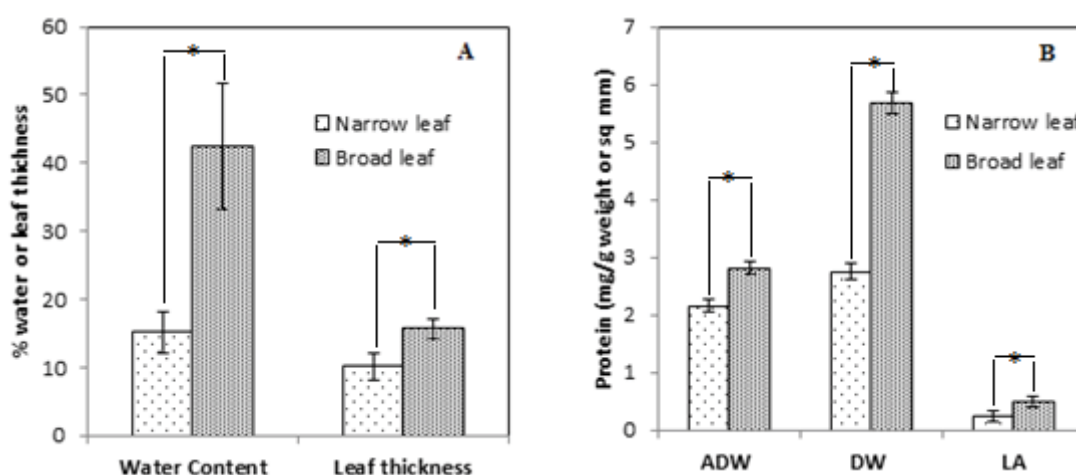 60
50
40
30
20
10
0
% water or leaf thichness
A
*
*
Narrow leaf
Broad leaf
Water Content
Leaf thickness
7
6
5
4
3
2
1
0
Protein (mg/g weight or sq mm)
B
*
*
*
Narrow leaf
Broad leaf
ADW
DW
LA